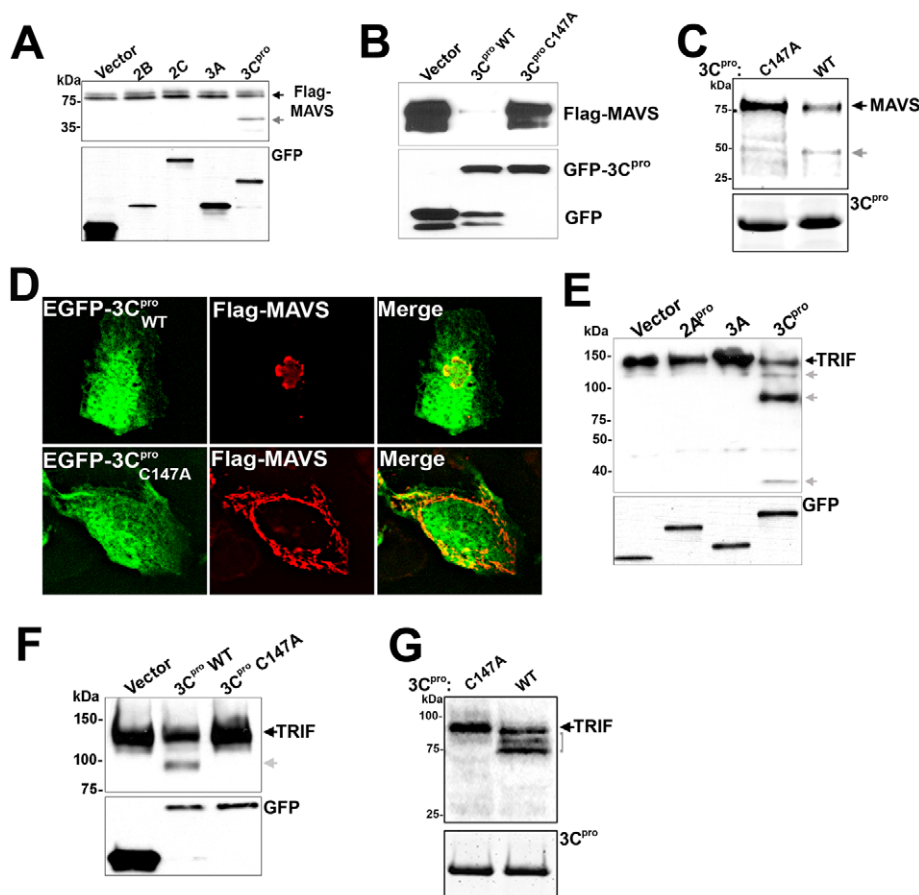 A
Vector 2B 2C 3A 3Cpro
kDa
75-
35-
Flag-
MAVS
GFP
B
Vector 3Cpro WT 3Cpro C147A
Flag-MAVS
GFP-3Cpro
GFP
C
3Cpro: C147A WT
kDa
75-
50-
25-
MAVS
3Cpro
D
EGFP-3Cpro WT Flag-MAVS Merge
EGFP-3Cpro C147A Flag-MAVS Merge
E
Vector 2Apro 3A 3Cpro
kDa
150-
100-
75-
50-
40-
TRIF
GFP
F
Vector 3Cpro WT 3Cpro C147A
kDa
150-
100-
75-
TRIF
GFP
G
3Cpro: C147A WT
kDa
100-
75-
25-
TRIF
3Cpro